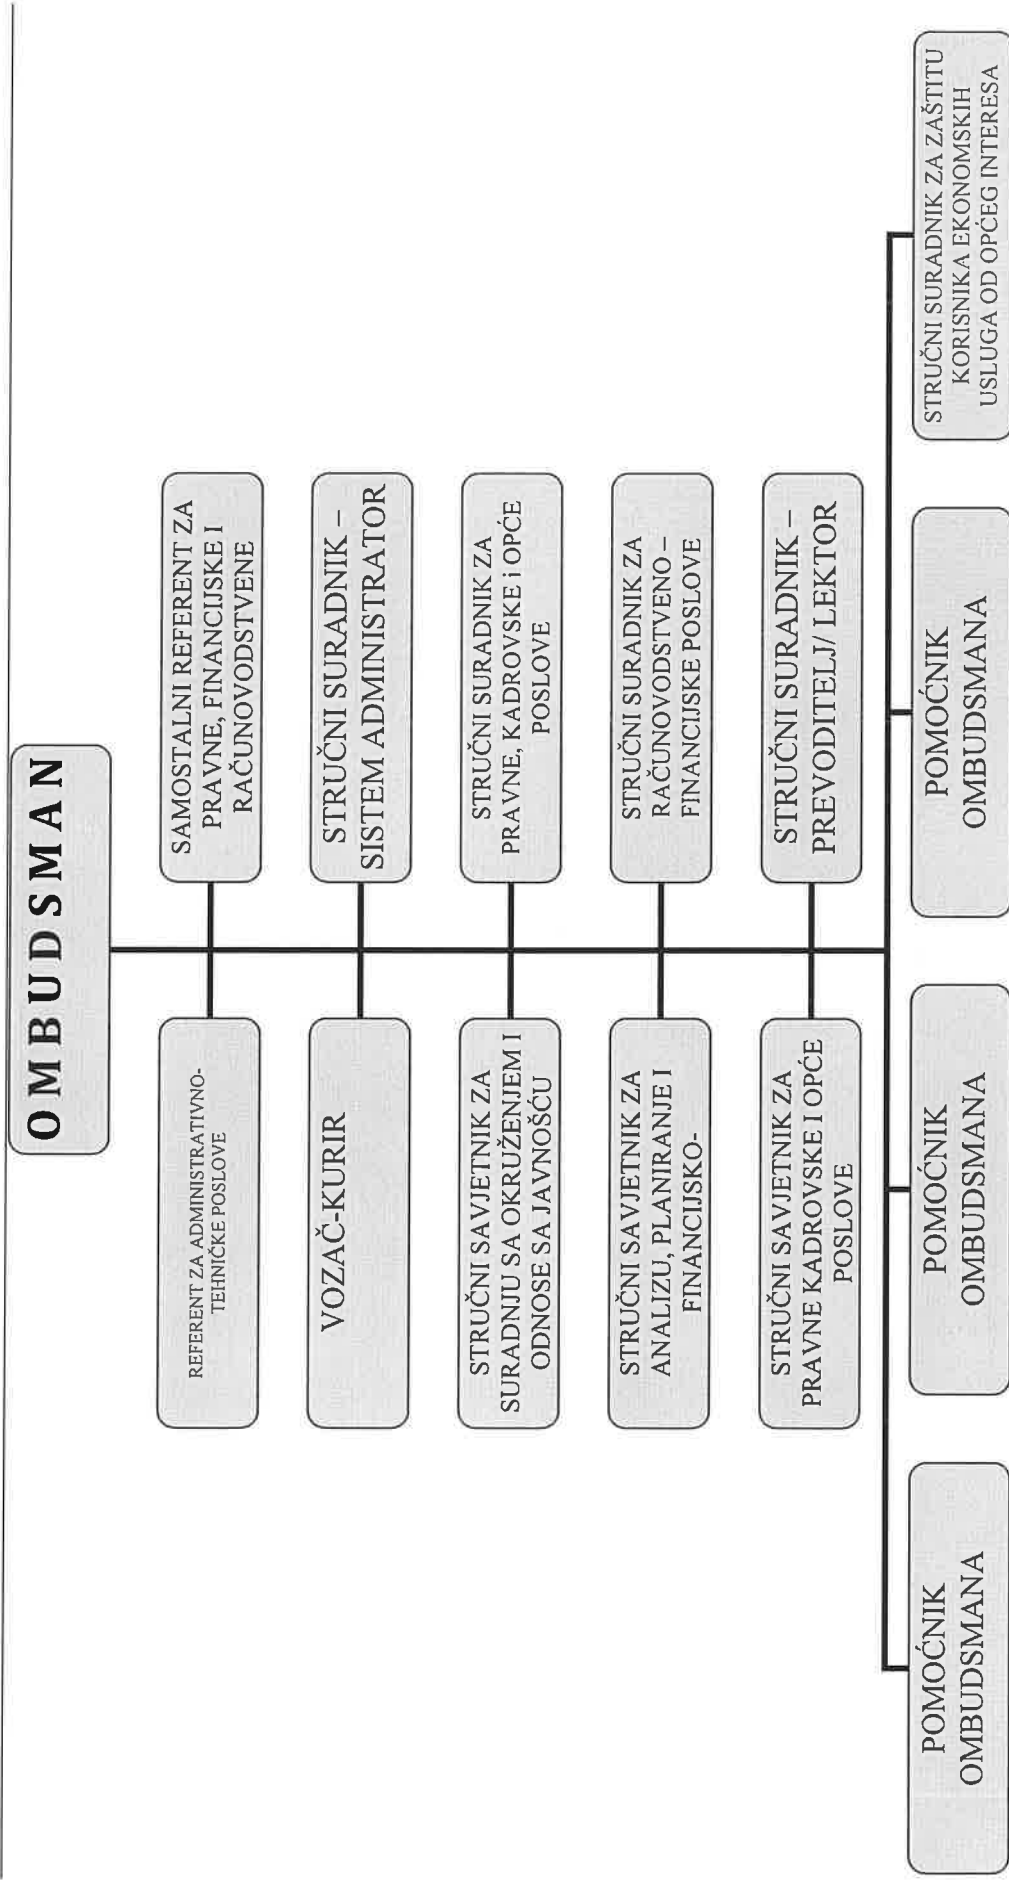 OMBUDSMAN
REFERENT ZA ADMINISTRATIVNO-
TEHNIČKE POSLOVE
SAMOSTALNI REFERENT ZA
PRAVNE, FINANCIJSKE I
RAČUNOVODSTVENE
VOZAČ-KURIR
STRUČNI SURADNIK –
SISTEM ADMINISTRATOR
STRUČNI SAVJETNIK ZA
SURADNJU SA OKRUŽENJEM I
ODNOSE SA JAVNOŠĆU
STRUČNI SURADNIK ZA
PRAVNE, KADROVSKE i OPĆE
POSLOVE
STRUČNI SAVJETNIK ZA
ANALIZU, PLANIRANJE I
FINANCIJSKO-
STRUČNI SURADNIK ZA
RAČUNOVODSTVENO –
FINANCIJSKE POSLOVE
STRUČNI SAVJETNIK ZA
PRAVNE KADROVSKE I OPĆE
POSLOVE
STRUČNI SURADNIK –
PREVODITELJ/ LEKTOR
POMOĆNIK
OMBUDSMANA
POMOĆNIK
OMBUDSMANA
POMOĆNIK
OMBUDSMANA
STRUČNI SURADNIK ZA ZAŠTITU
KORISNIKA EKONOMSKIH
USLUGA OD OPĆEG INTERESA